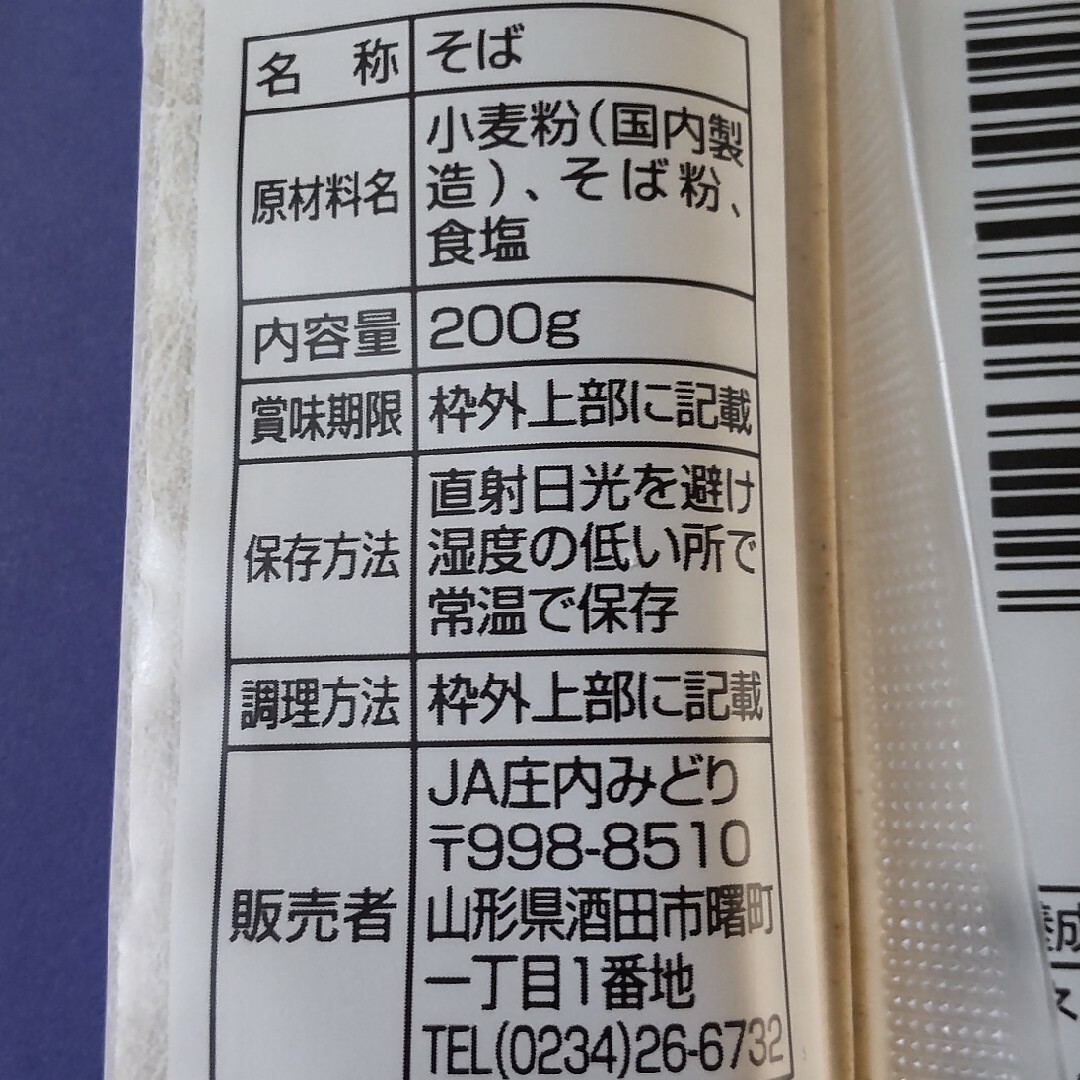 名称 そば
原材料名 小麦粉(国内製
造)、そば粉、
食塩
内容量 200g
賞味期限 枠外上部に記載
保存方法 直射日光を避け
湿度の低い所で
常温で保存
調理方法 枠外上部に記載
販売者 JA庄内みどり
〒998-8510
山形県酒田市曙町
一丁目1番地
TEL(0234)26-6732